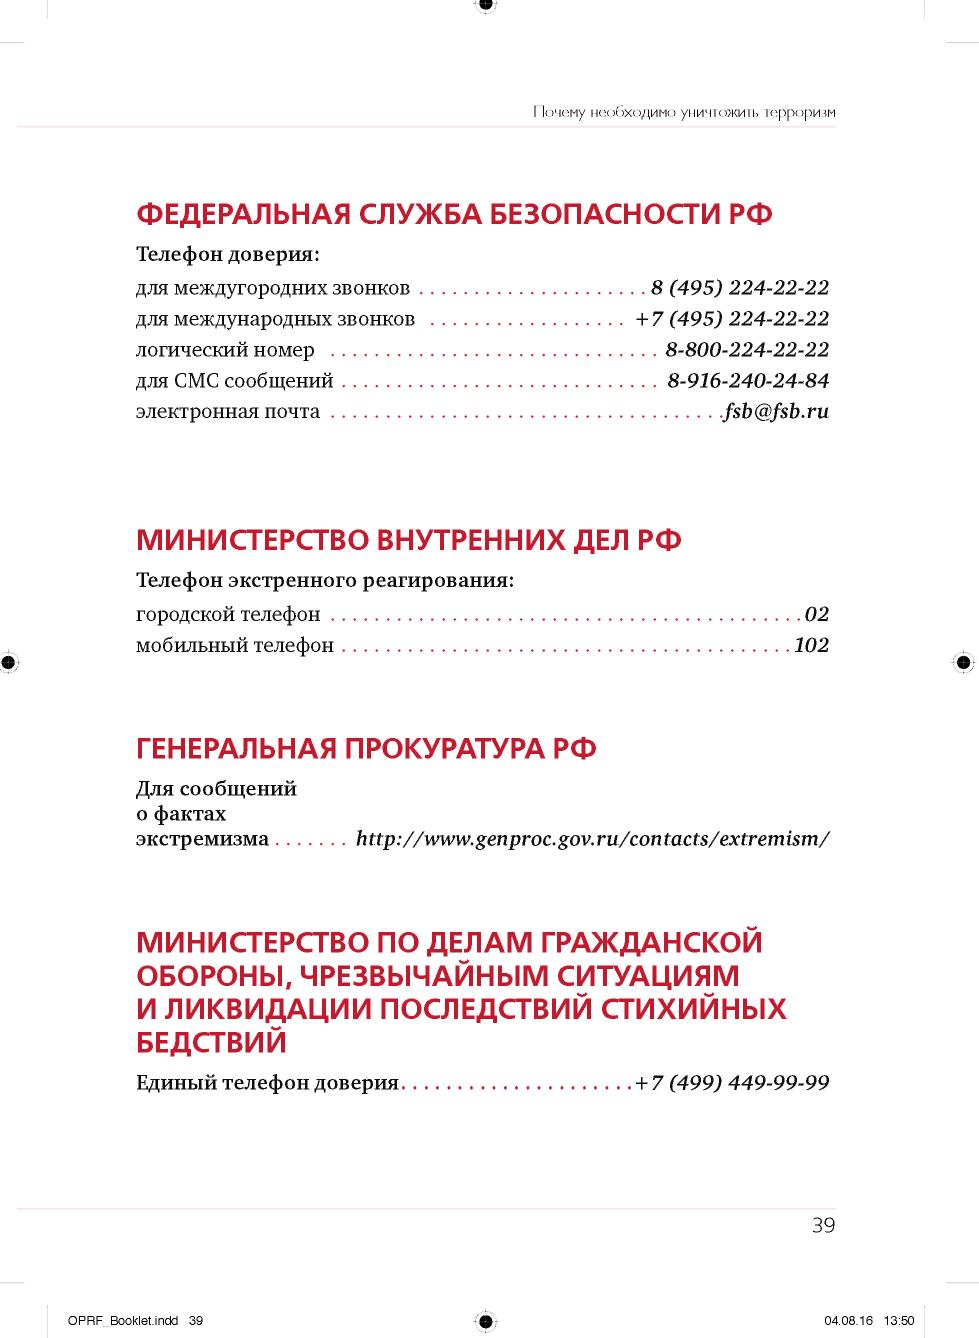 Почему необходимо уничтожить терроризм
ФЕДЕРАЛЬНАЯ СЛУЖБА БЕЗОПАСНОСТИ РФ
Телефон доверия:
для междугородних звонков . . . . . . . . . . . . . . . . . . . . . 8 (495) 224-22-22
для международных звонков . . . . . . . . . . . . . . . . . . +7 (495) 224-22-22
логический номер . . . . . . . . . . . . . . . . . . . . . . . . . . . . . . 8-800-224-22-22
для СМС сообщений . . . . . . . . . . . . . . . . . . . . . . . . . . . . . 8-916-240-24-84
электронная почта . . . . . . . . . . . . . . . . . . . . . . . . . . . . . . . . . . . .fsb@fsb.ru
МИНИСТЕРСТВО ВНУТРЕННИХ ДЕЛ РФ
Телефон экстренного реагирования:
городской телефон . . . . . . . . . . . . . . . . . . . . . . . . . . . . . . . . . . . . . . . . . . . 02
мобильный телефон . . . . . . . . . . . . . . . . . . . . . . . . . . . . . . . . . . . . . . . . . 102
ГЕНЕРАЛЬНАЯ ПРОКУРАТУРА РФ
Для сообщений
о фактах
экстремизма . . . . . . . http://www.genproc.gov.ru/contacts/extremism/
МИНИСТЕРСТВО ПО ДЕЛАМ ГРАЖДАНСКОЙ
ОБОРОНЫ, ЧРЕЗВЫЧАЙНЫМ СИТУАЦИЯМ
И ЛИКВИДАЦИИ ПОСЛЕДСТВИЙ СТИХИЙНЫХ
БЕДСТВИЙ
Единый телефон доверия. . . . . . . . . . . . . . . . . . . . .+7 (499) 449-99-99
39
OPRF_Booklet.indd 39
04.08.16 13:50